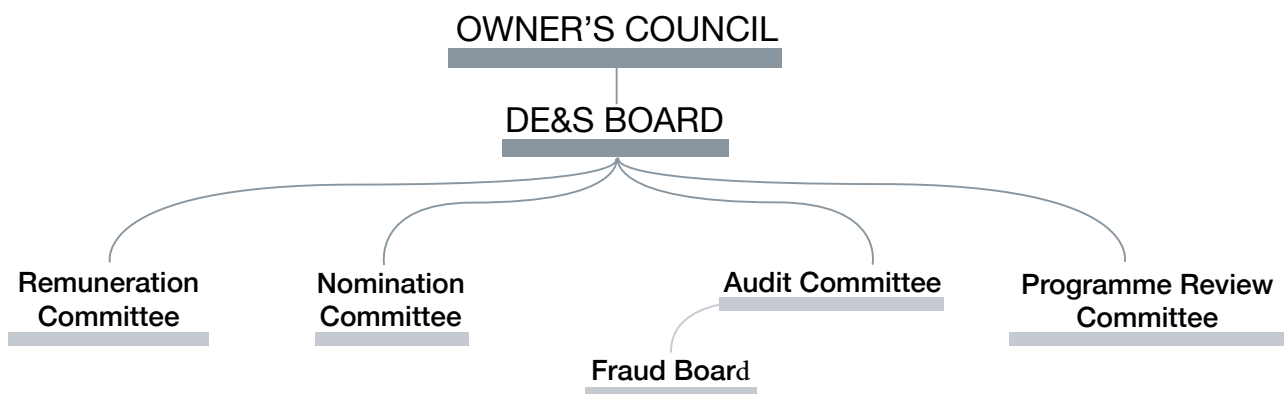 OWNER’S COUNCIL
DE&S BOARD
Remuneration
Committee
Nomination
Committee
Audit Committee
Programme Review
Committee
Fraud Board